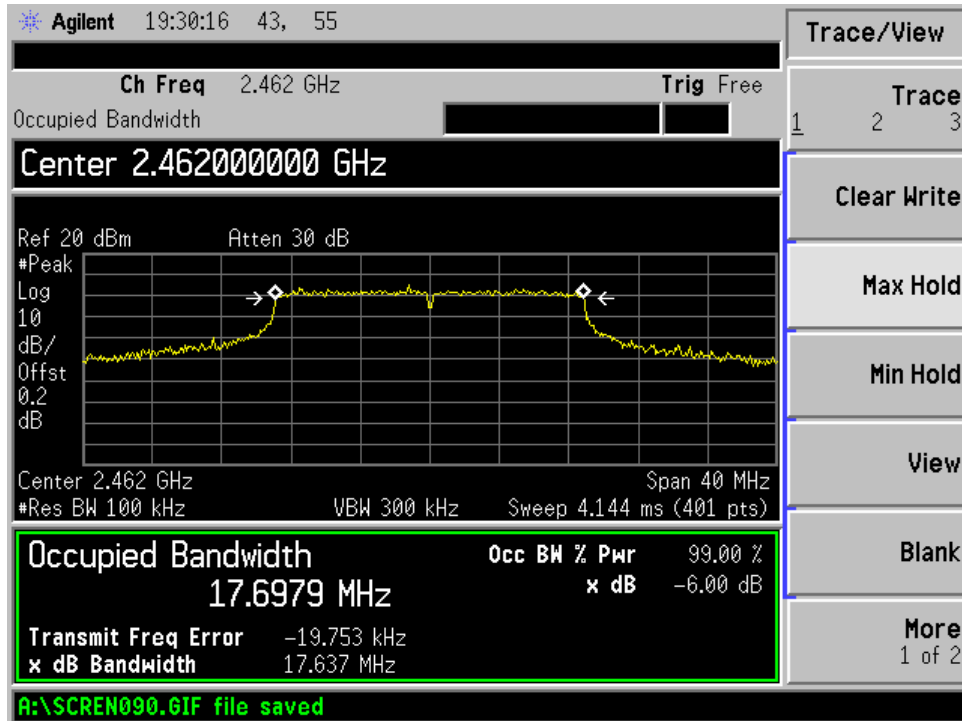 Agilent 19:30:16 43, 55
Ch Freq 2.462 GHz Trig Free
Occupied Bandwidth
Center 2.462000000 GHz
Ref 20 dBm Atten 30 dB
#Peak
Log
10
dB/
Offst
0.2
dB
Center 2.462 GHz Span 40 MHz
#Res BW 100 kHz VBW 300 kHz Sweep 4.144 ms (401 pts)
Occupied Bandwidth
17.6979 MHz
Occ BW % Pwr 99.00 %
x dB -6.00 dB
Transmit Freq Error -19.753 kHz
x dB Bandwidth 17.637 MHz
A:\SCREN090.GIF file saved
Trace/View
Trace
1 2 3
Clear Write
Max Hold
Min Hold
View
Blank
More
1 of 2